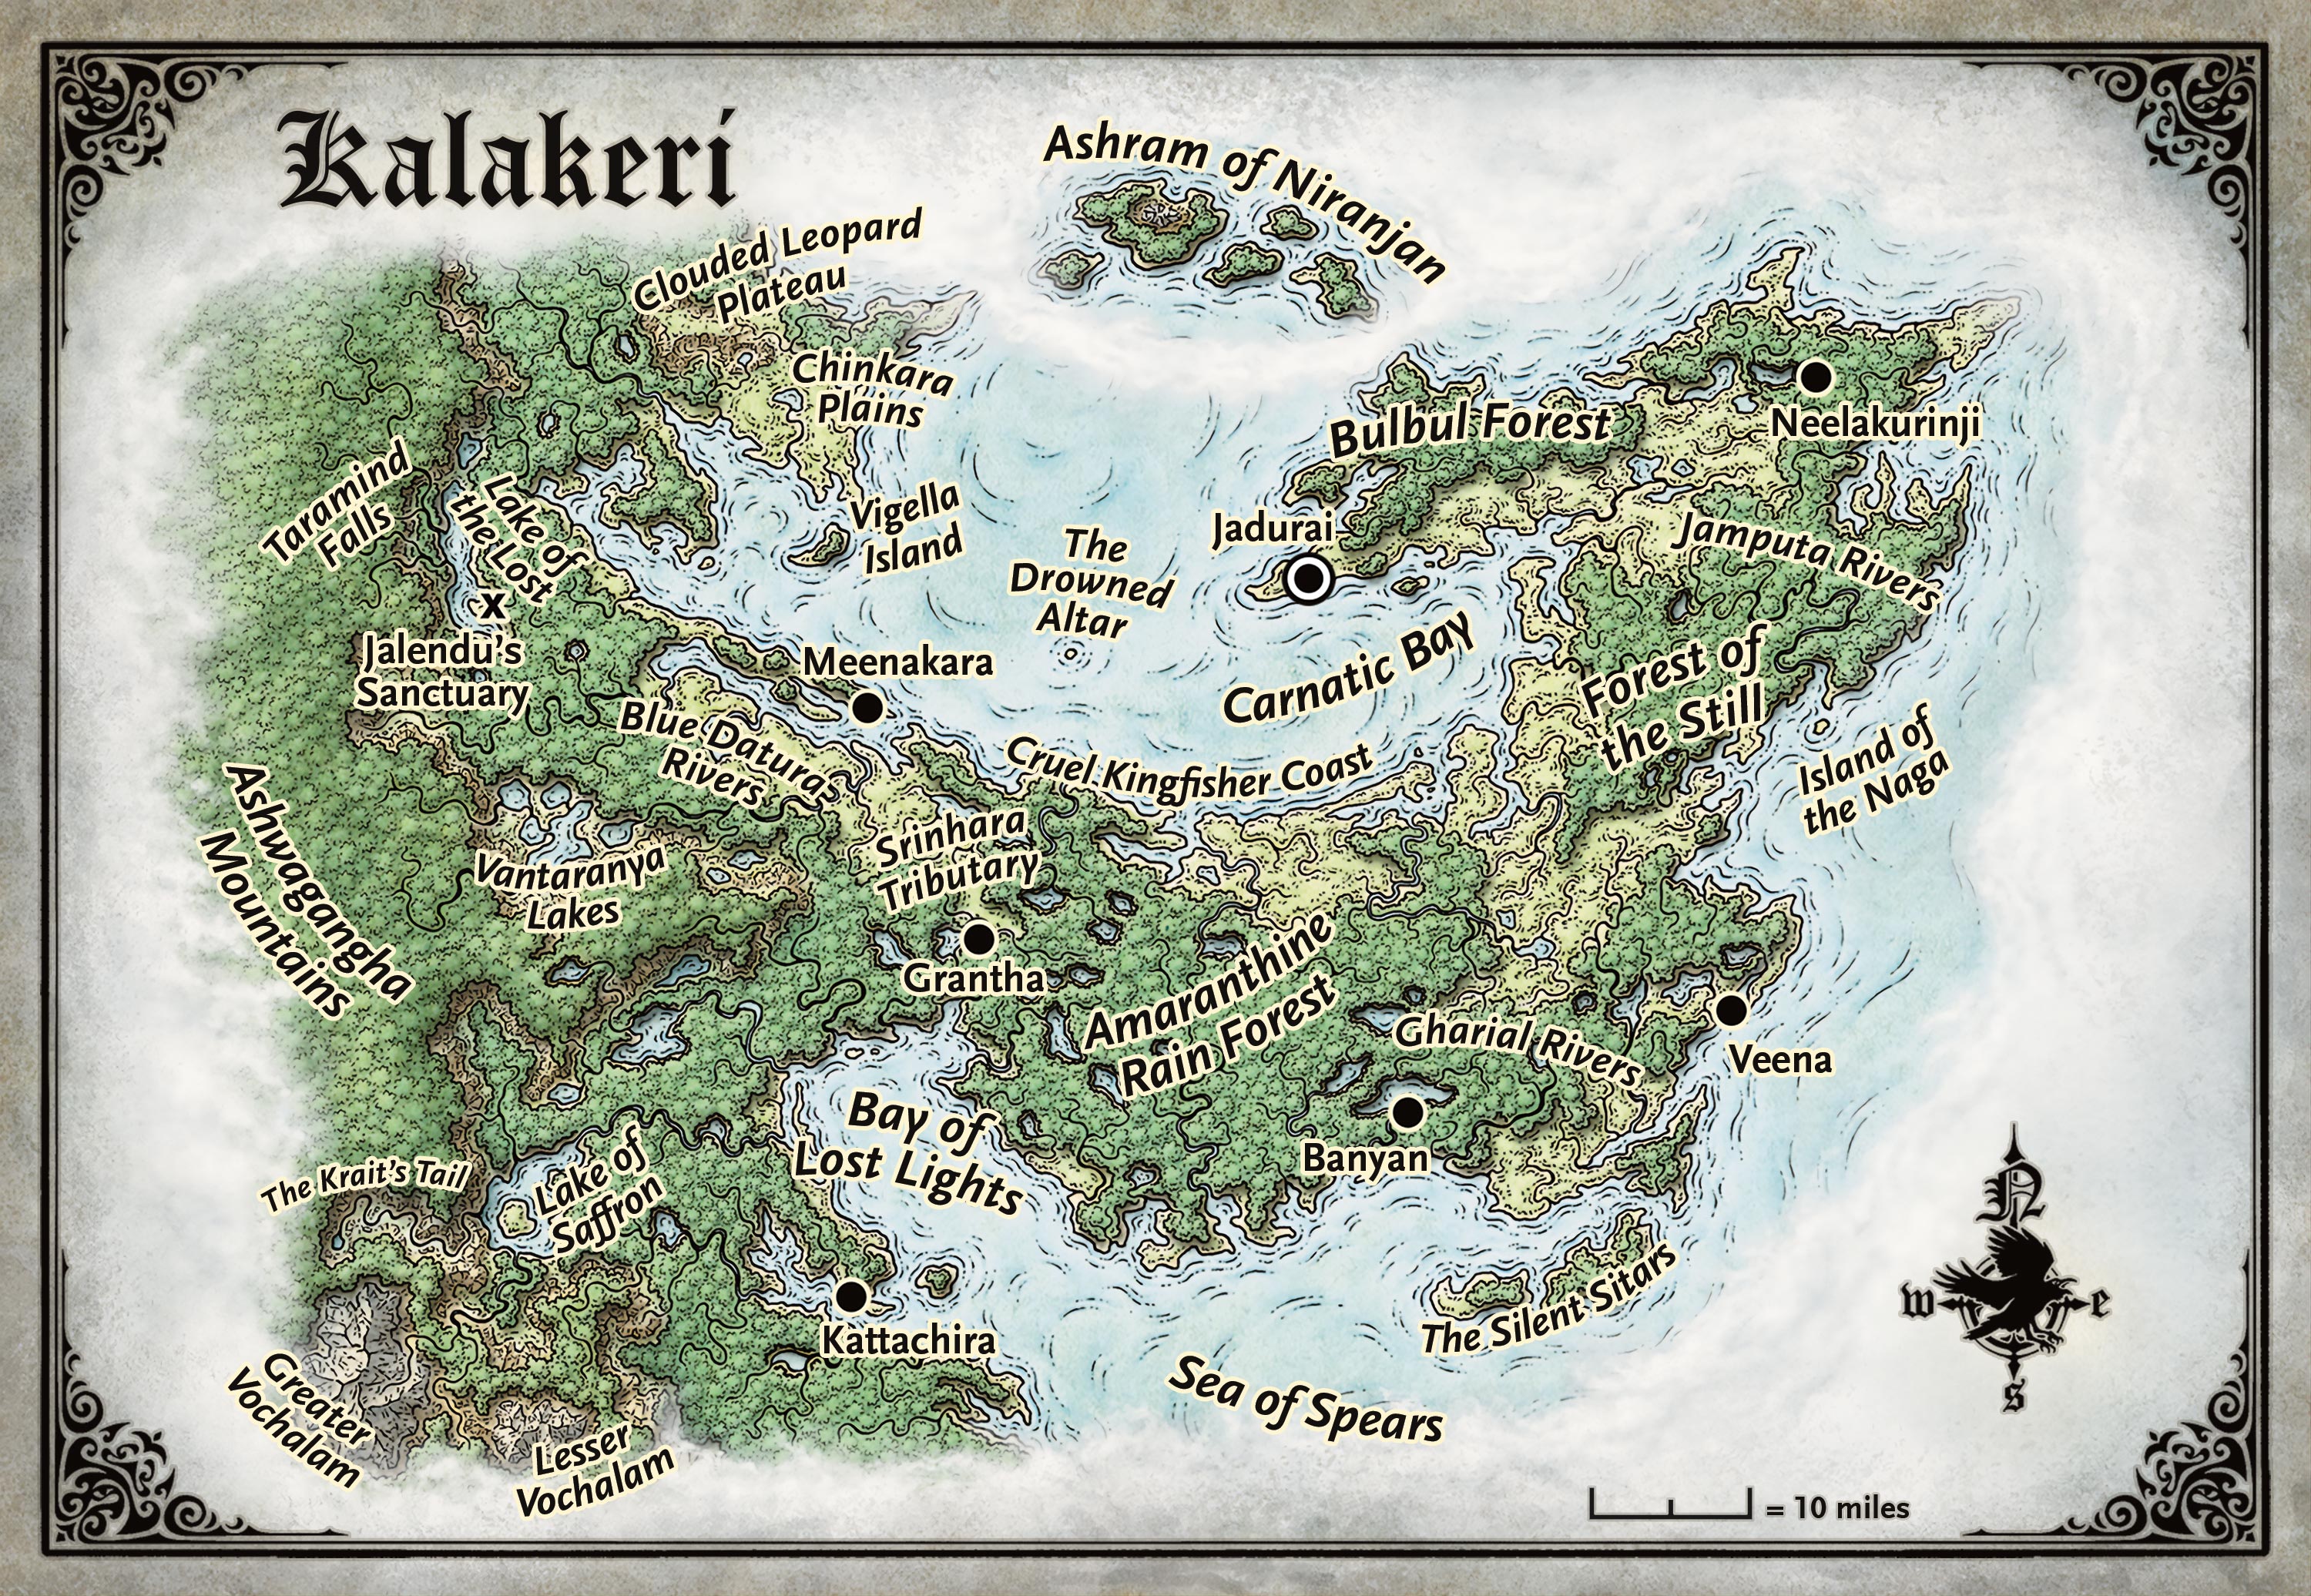 Kalakeri
Ashram of Niranjan
Clouded Leopard
Plateau
Chinkara
Plains
Bulbul Forest
Neelakurinji
Taramind
Falls
Lake of
the Lost
Vigella
Island
The
Drowned
Altar
Jadurai
Jamputa Rivers
x
Jalendu's
Sanctuary
Meenakara
Carnatic Bay
Forest of
the Still
Blue Datura
Rivers
Cruel Kingfisher Coast
Island of
the Naga
Ashwagangha
Mountains
Vantaranya
Lakes
Srinhara
Tributary
Grantha
Amaranthine
Rain Forest
Gharial Rivers
Veena
Bay of
Lost Lights
Banyan
The Krait's Tail
Lake of
Saffron
Kattachira
The Silent Sitars
Greater
Vochalam
Lesser
Vochalam
Sea of Spears
N
W
e
S
= 10 miles